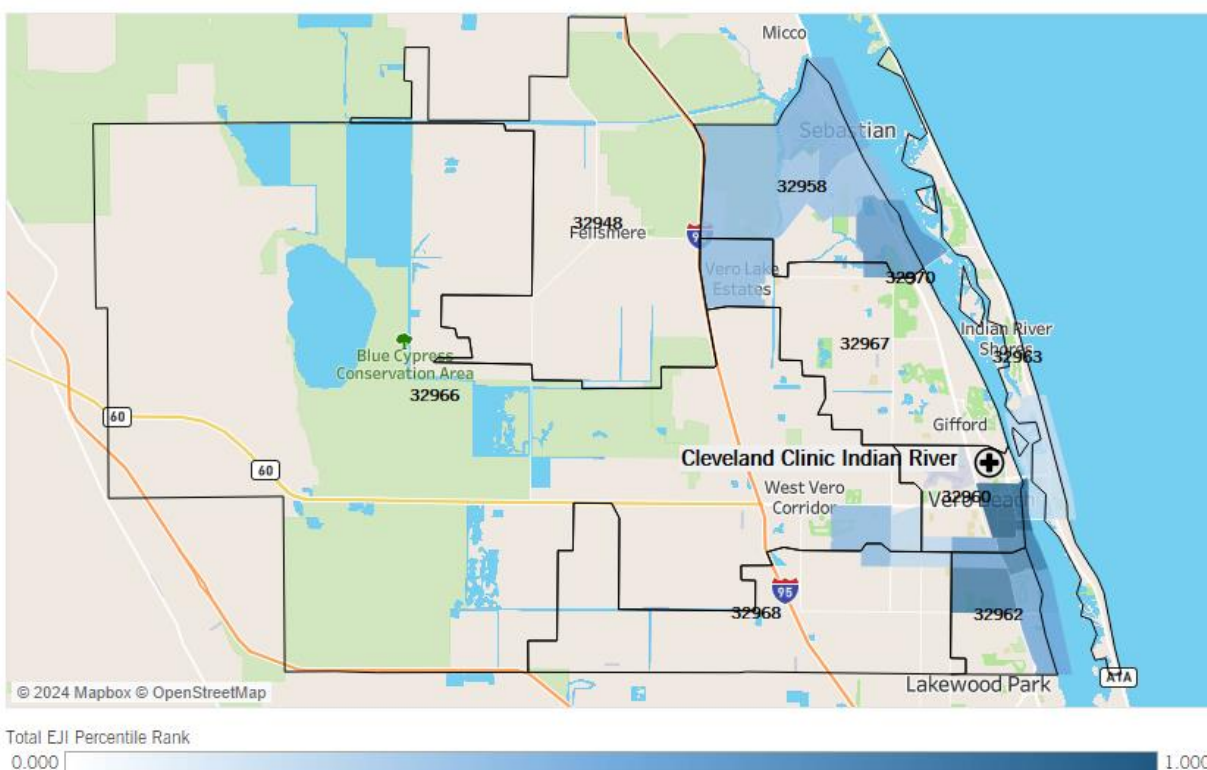 Micco
Sebastian
32958
32948
Fellsmere
Vero Lake
Estates
32970
Indian River
Shores
32963
32967
Blue Cypress
Conservation Area
32966
60
60
Gifford
Cleveland Clinic Indian River
West Vero
Corridor
32960
Vero Beach
95
32968
32962
Lakewood Park
A1A
© 2024 Mapbox © OpenStreetMap
Total EJI Percentile Rank
0.000 1.000